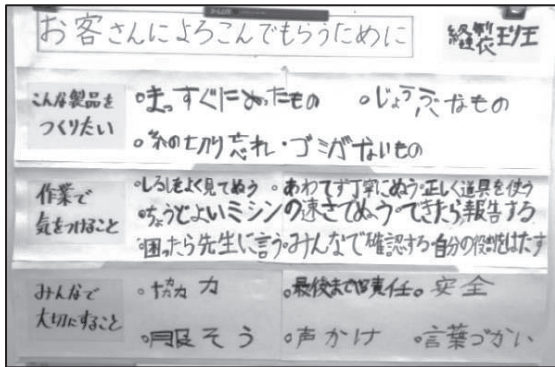 お客さんによろこんでもらうために
縫製班
こんな製品を
つくりたい
・まっすぐにぬったもの ・じょうぶなもの
・糸の切り忘れ・ゴミがないもの
作業で
気をつけること
・しるしをよく見てぬう ・あわてず丁寧にぬう・正しく道具を使う
・ちょうどよいミシンの速さでぬう・できたら報告する
・困ったら先生に言う・みんなで確認する・自分の役割をはたす
みんなで
大切にすること
・協力 ・最後まで責任 ・安全
・服そう ・声かけ ・言葉づかい